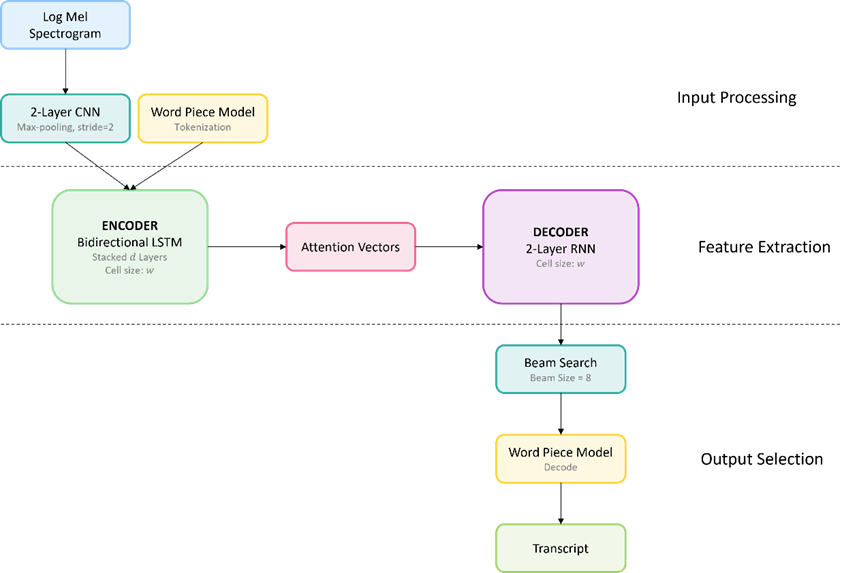 Log Mel
Spectrogram
2-Layer CNN
Max-pooling, stride=2
Word Piece Model
Tokenization
Input Processing
ENCODER
Bidirectional LSTM
Stacked d Layers
Cell size: w
Attention Vectors
DECODER
2-Layer RNN
Cell size: w
Feature Extraction
Beam Search
Beam Size = 8
Word Piece Model
Decode
Output Selection
Transcript